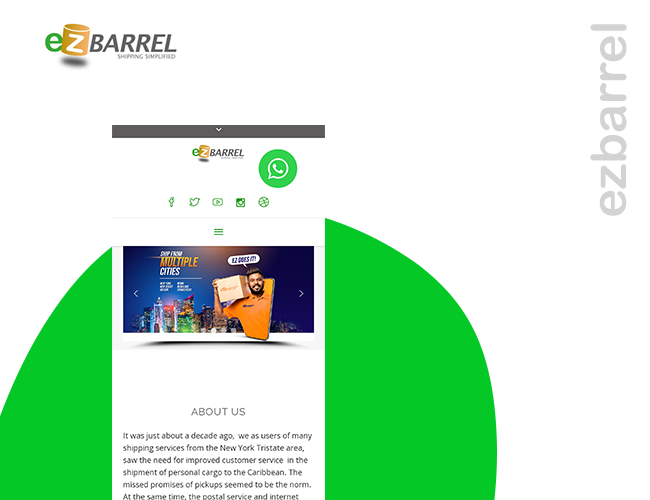 ezBARREL
SHIPPING SIMPLIFIED
ezbarrel
ezBARREL
SHIP FROM
MULTIPLE
CITIES
EZ DOES IT!
ABOUT US
It was just about a decade ago, we as users of many
shipping services from the New York Tristate area,
saw the need for improved customer service in the
shipment of personal cargo to the Caribbean. The
missed promises of pickups seemed to be the norm.
At the same time, the postal service and internet